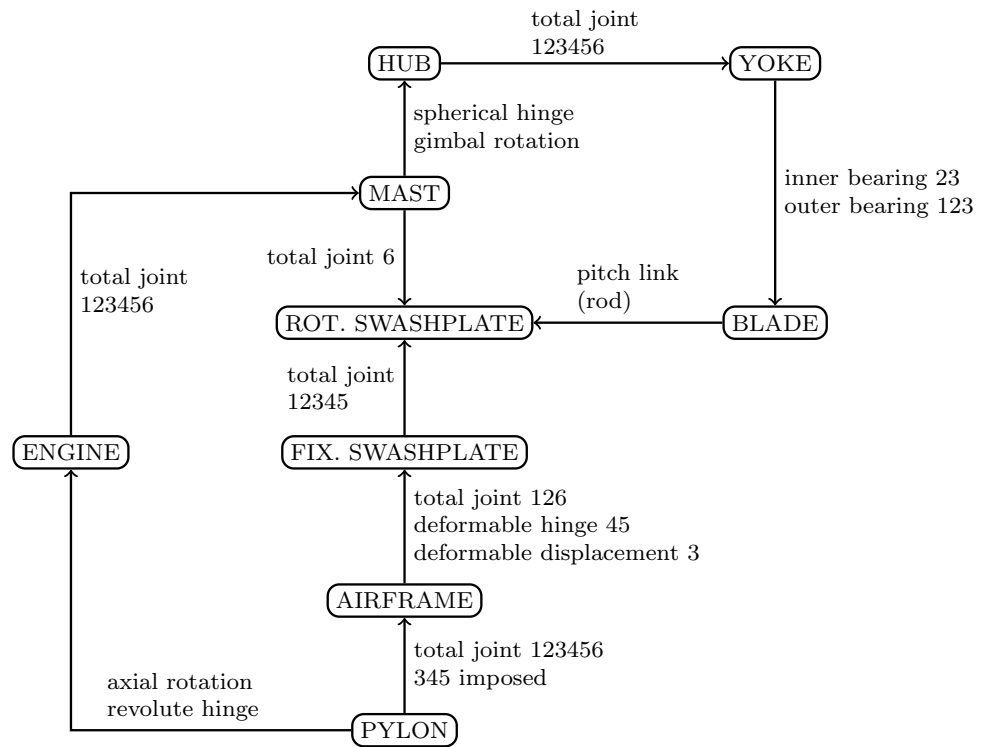 total joint
123456
HUB
YOKE
spherical hinge
gimbal rotation
MAST
inner bearing 23
outer bearing 123
total joint 6
total joint
123456
pitch link
(rod)
ROT. SWASHPLATE
BLADE
total joint
12345
ENGINE
FIX. SWASHPLATE
total joint 126
deformable hinge 45
deformable displacement 3
AIRFRAME
total joint 123456
345 imposed
axial rotation
revolute hinge
PYLON